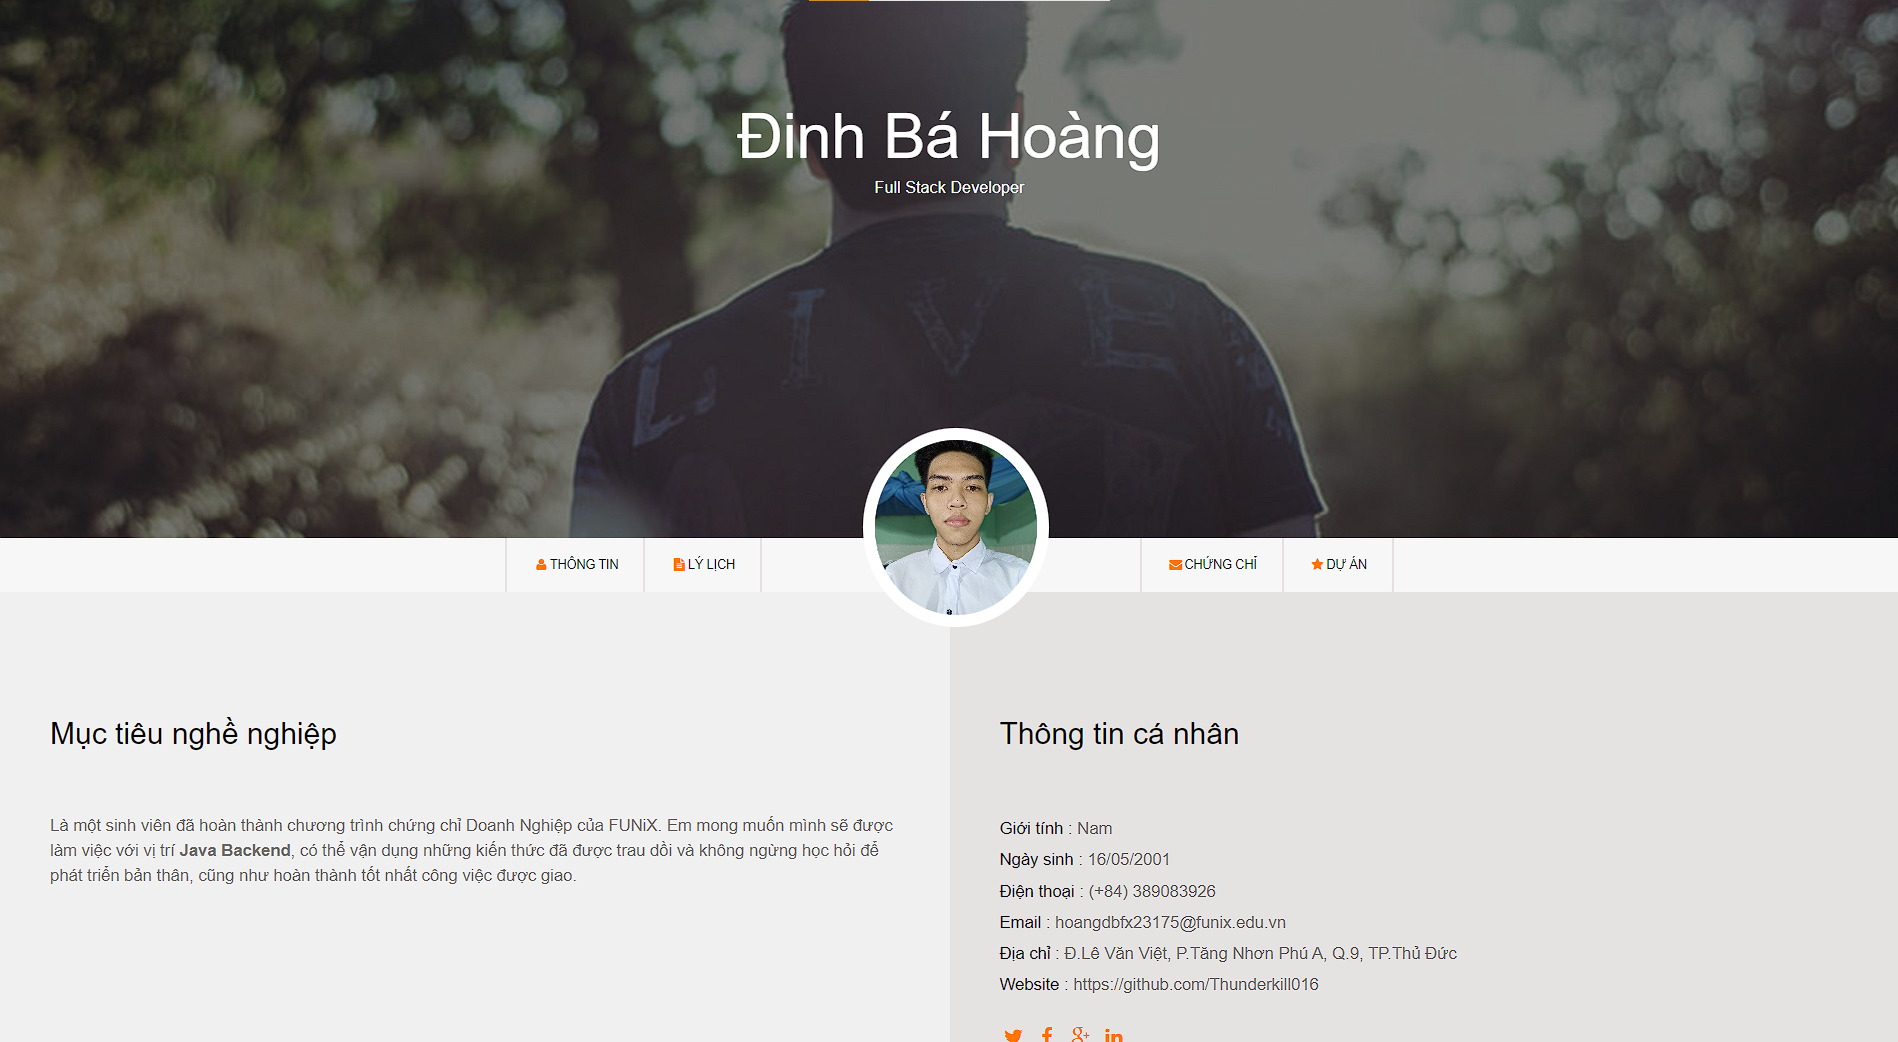 Đinh Bá Hoàng
Full Stack Developer
LIVE
THÔNG TIN
LÝ LỊCH
CHỨNG CHỈ
DỰ ÁN
Mục tiêu nghề nghiệp
Là một sinh viên đã hoàn thành chương trình chứng chỉ Doanh Nghiệp của FUNiX. Em mong muốn mình sẽ được
làm việc với vị trí Java Backend, có thể vận dụng những kiến thức đã được trau dồi và không ngừng học hỏi để
phát triển bản thân, cũng như hoàn thành tốt nhất công việc được giao.
Thông tin cá nhân
Giới tính : Nam
Ngày sinh : 16/05/2001
Điện thoại : (+84) 389083926
Email : hoangdbfx23175@funix.edu.vn
Địa chỉ : Đ.Lê Văn Việt, P.Tăng Nhơn Phú A, Q.9, TP.Thủ Đức
Website : https://github.com/Thunderkill016